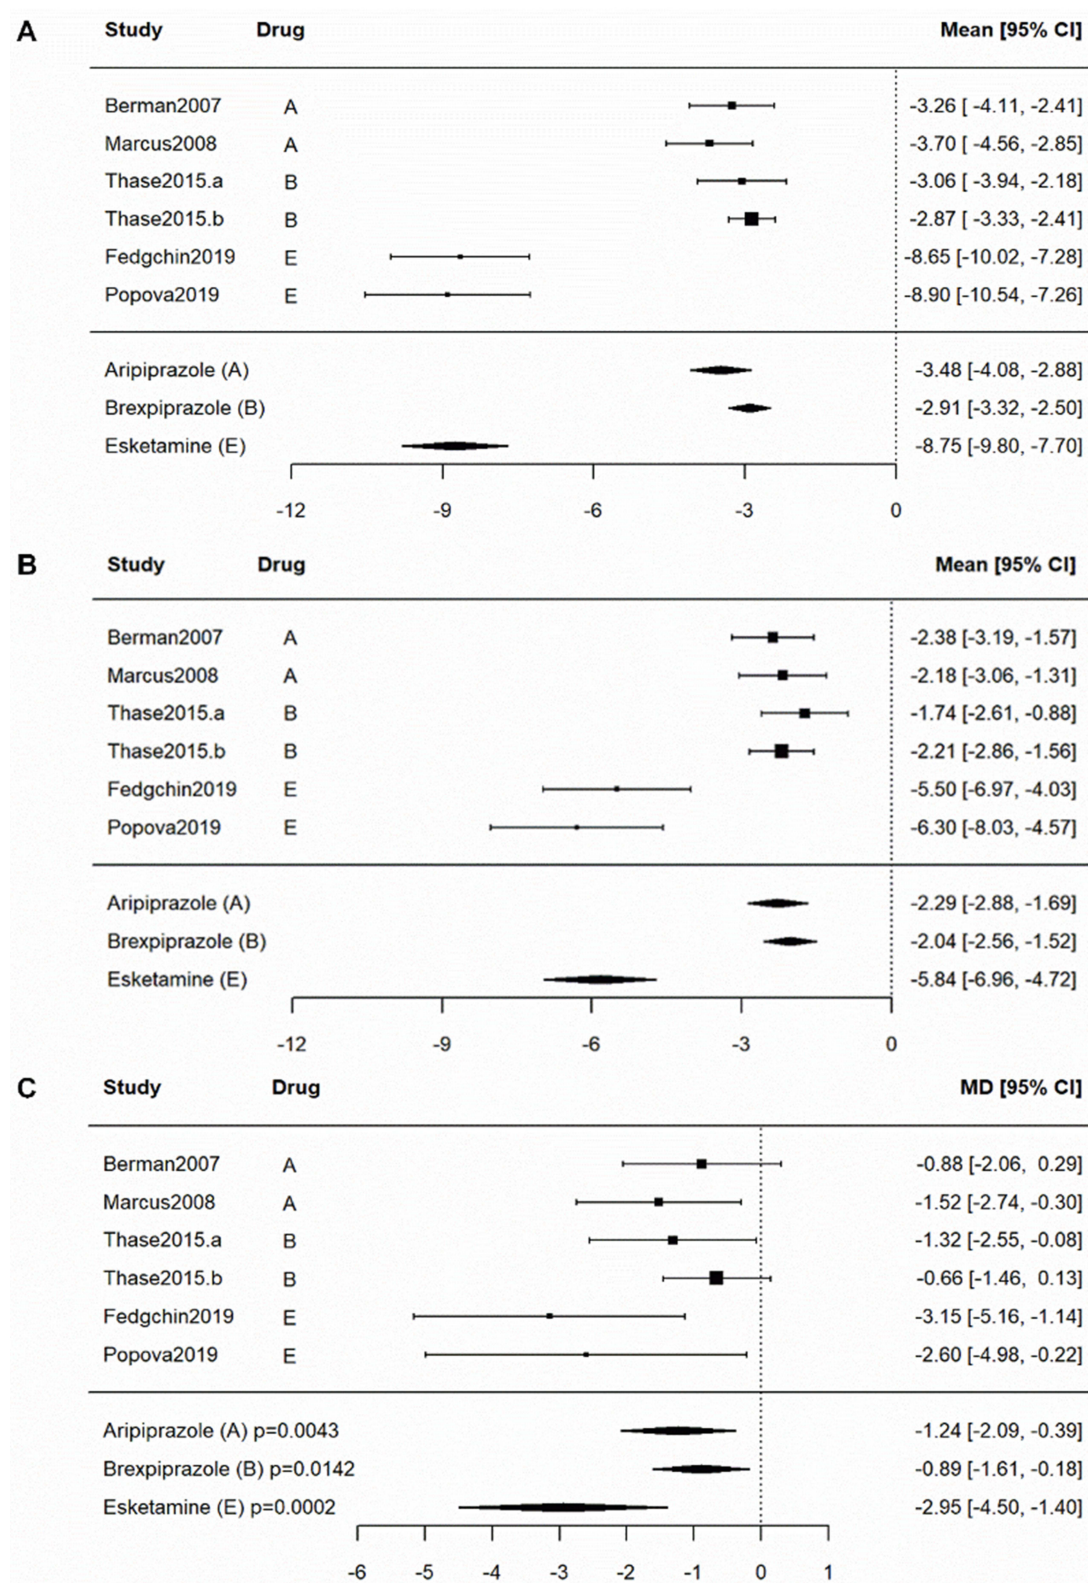 A
Study Drug Mean [95% CI]
Berman2007 A -3.26 [ -4.11, -2.41]
Marcus2008 A -3.70 [ -4.56, -2.85]
Thase2015.a B -3.06 [ -3.94, -2.18]
Thase2015.b B -2.87 [ -3.33, -2.41]
Fedgchin2019 E -8.65 [-10.02, -7.28]
Popova2019 E -8.90 [-10.54, -7.26]
Aripiprazole (A) -3.48 [-4.08, -2.88]
Brexpiprazole (B) -2.91 [-3.32, -2.50]
Esketamine (E) -8.75 [-9.80, -7.70]
-12 -9 -6 -3 0
B
Study Drug Mean [95% CI]
Berman2007 A -2.38 [-3.19, -1.57]
Marcus2008 A -2.18 [-3.06, -1.31]
Thase2015.a B -1.74 [-2.61, -0.88]
Thase2015.b B -2.21 [-2.86, -1.56]
Fedgchin2019 E -5.50 [-6.97, -4.03]
Popova2019 E -6.30 [-8.03, -4.57]
Aripiprazole (A) -2.29 [-2.88, -1.69]
Brexpiprazole (B) -2.04 [-2.56, -1.52]
Esketamine (E) -5.84 [-6.96, -4.72]
-12 -9 -6 -3 0
C
Study Drug MD [95% CI]
Berman2007 A -0.88 [-2.06, 0.29]
Marcus2008 A -1.52 [-2.74, -0.30]
Thase2015.a B -1.32 [-2.55, -0.08]
Thase2015.b B -0.66 [-1.46, 0.13]
Fedgchin2019 E -3.15 [-5.16, -1.14]
Popova2019 E -2.60 [-4.98, -0.22]
Aripiprazole (A) p=0.0043 -1.24 [-2.09, -0.39]
Brexpiprazole (B) p=0.0142 -0.89 [-1.61, -0.18]
Esketamine (E) p=0.0002 -2.95 [-4.50, -1.40]
-6 -5 -4 -3 -2 -1 0 1